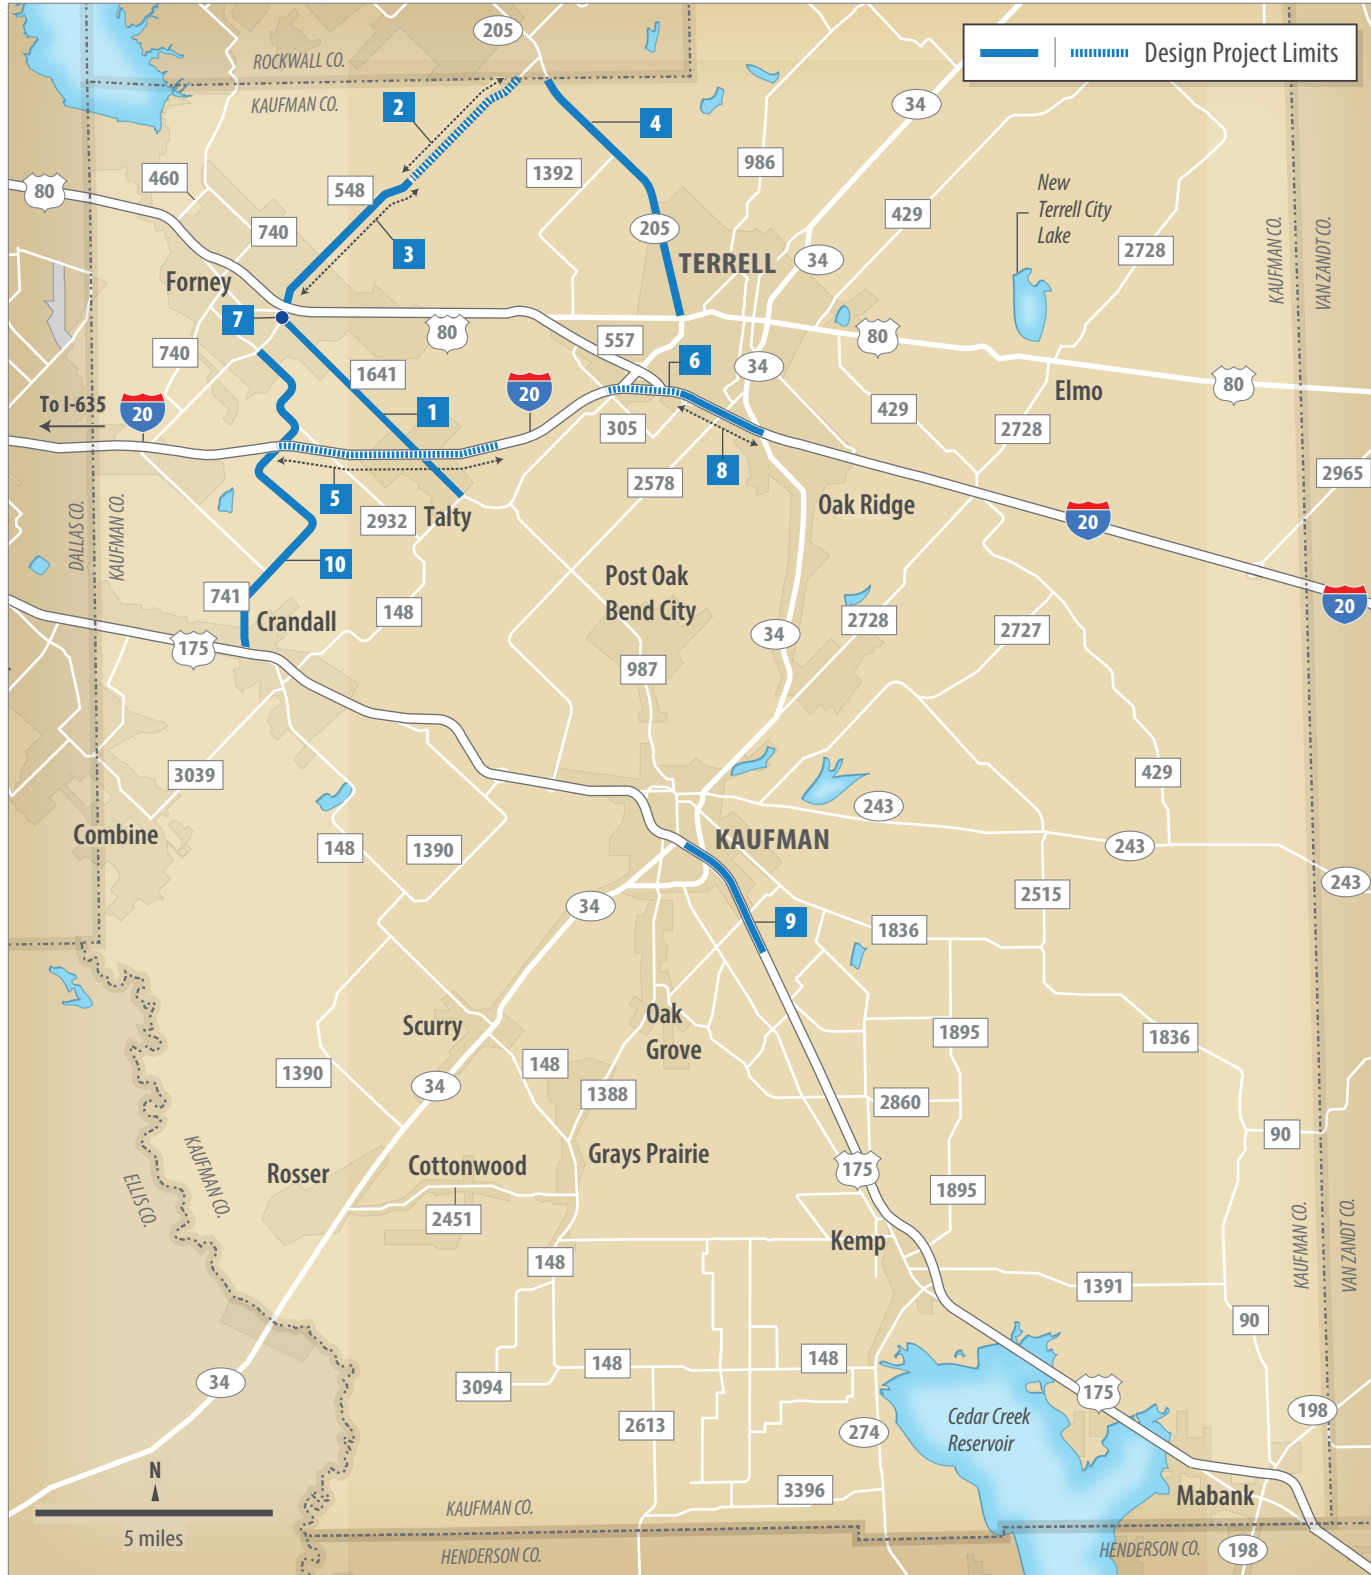 205
ROCKWALL CO.
KAUFMAN CO.
Design Project Limits
2
4
34
80
460
548
1392
986
New
Terrell City
Lake
740
3
205
429
2728
KAUFMAN CO.
VAN ZANDT CO.
TERRELL
34
Forney
7
80
557
80
740
1641
6
34
Elmo
80
To I-635
20
20
1
305
429
2728
5
8
2578
2965
DALLAS CO.
KAUFMAN CO.
2932
Talty
Oak Ridge
20
10
Post Oak
Bend City
741
Crandall
148
20
175
2728
2727
34
987
3039
429
243
Combine
148
1390
KAUFMAN
243
243
34
9
2515
1836
Scurry
Oak
Grove
1895
1836
1390
148
34
1388
2860
90
KAUFMAN CO.
ELLIS CO.
Rosser
Cottonwood
Grays Prairie
175
2451
1895
Kemp
KAUFMAN CO.
VAN ZANDT CO.
148
1391
90
148
148
34
3094
175
2613
274
Cedar Creek
Reservoir
198
N
3396
Mabank
5 miles
KAUFMAN CO.
HENDERSON CO.
HENDERSON CO.
198